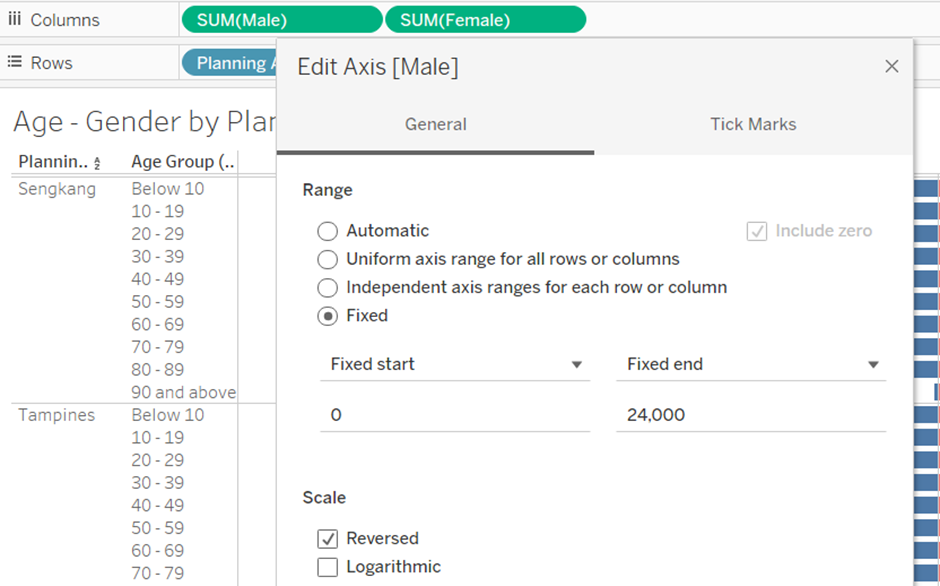 Columns SUM(Male) SUM(Female)
Rows Planning A
Edit Axis [Male]
General Tick Marks
Age - Gender by Plan
Plannin.. Age Group (..
Sengkang Below 10
10 - 19
20 - 29
30 - 39
40 - 49
50 - 59
60 - 69
70 - 79
80 - 89
90 and above
Tampines Below 10
10 - 19
20 - 29
30 - 39
40 - 49
50 - 59
60 - 69
70 - 79
Range
Automatic Include zero
Uniform axis range for all rows or columns
Independent axis ranges for each row or column
Fixed
Fixed start Fixed end
0 24,000
Scale
Reversed
Logarithmic